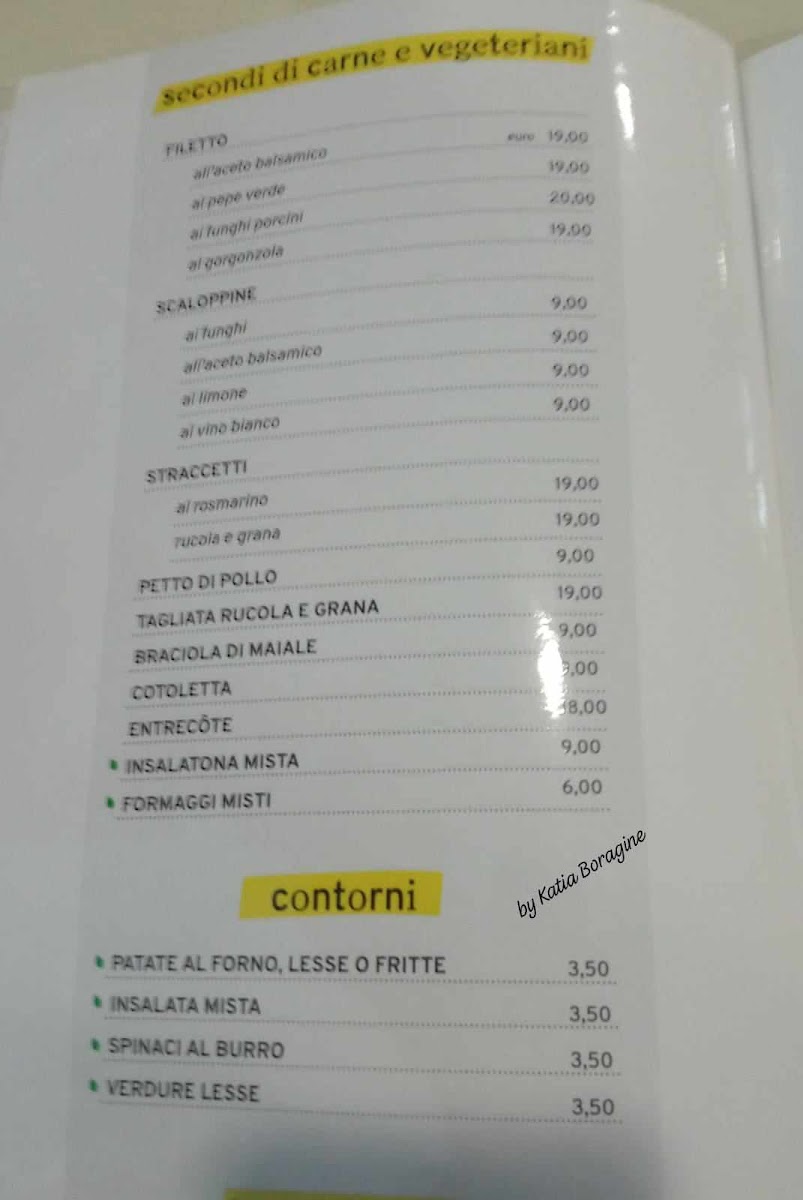 secondi di carne e vegeteriani
FILETTO
all'aceto balsamico euro 19,00
al pepe verde 19,00
ai funghi porcini 20,00
al gorgonzola 19,00
SCALOPPINE
ai funghi 9,00
all'aceto balsamico 9,00
al limone 9,00
al vino bianco 9,00
STRACCETTI
al rosmarino 19,00
rucola e grana 19,00
PETTO DI POLLO 9,00
TAGLIATA RUCOLA E GRANA 19,00
BRACIOLA DI MAIALE 9,00
COTOLETTA
ENTRECÔTE
INSALATONA MISTA 9,00
FORMAGGI MISTI 6,00
by Katia Boragine
contorni
PATATE AL FORNO, LESSE O FRITTE 3,50
INSALATA MISTA 3,50
SPINACI AL BURRO 3,50
VERDURE LESSE 3,50